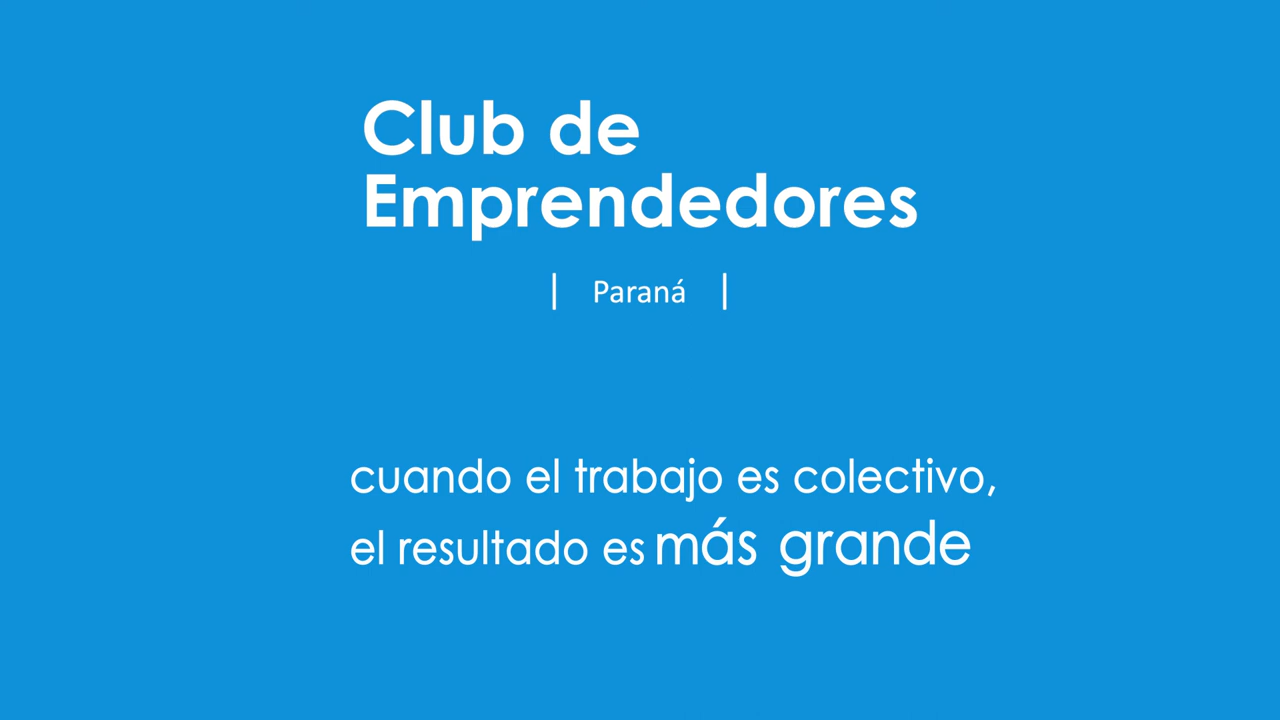 Club de
Emprendedores
| Paraná |
cuando el trabajo es colectivo,
el resultado es más grande